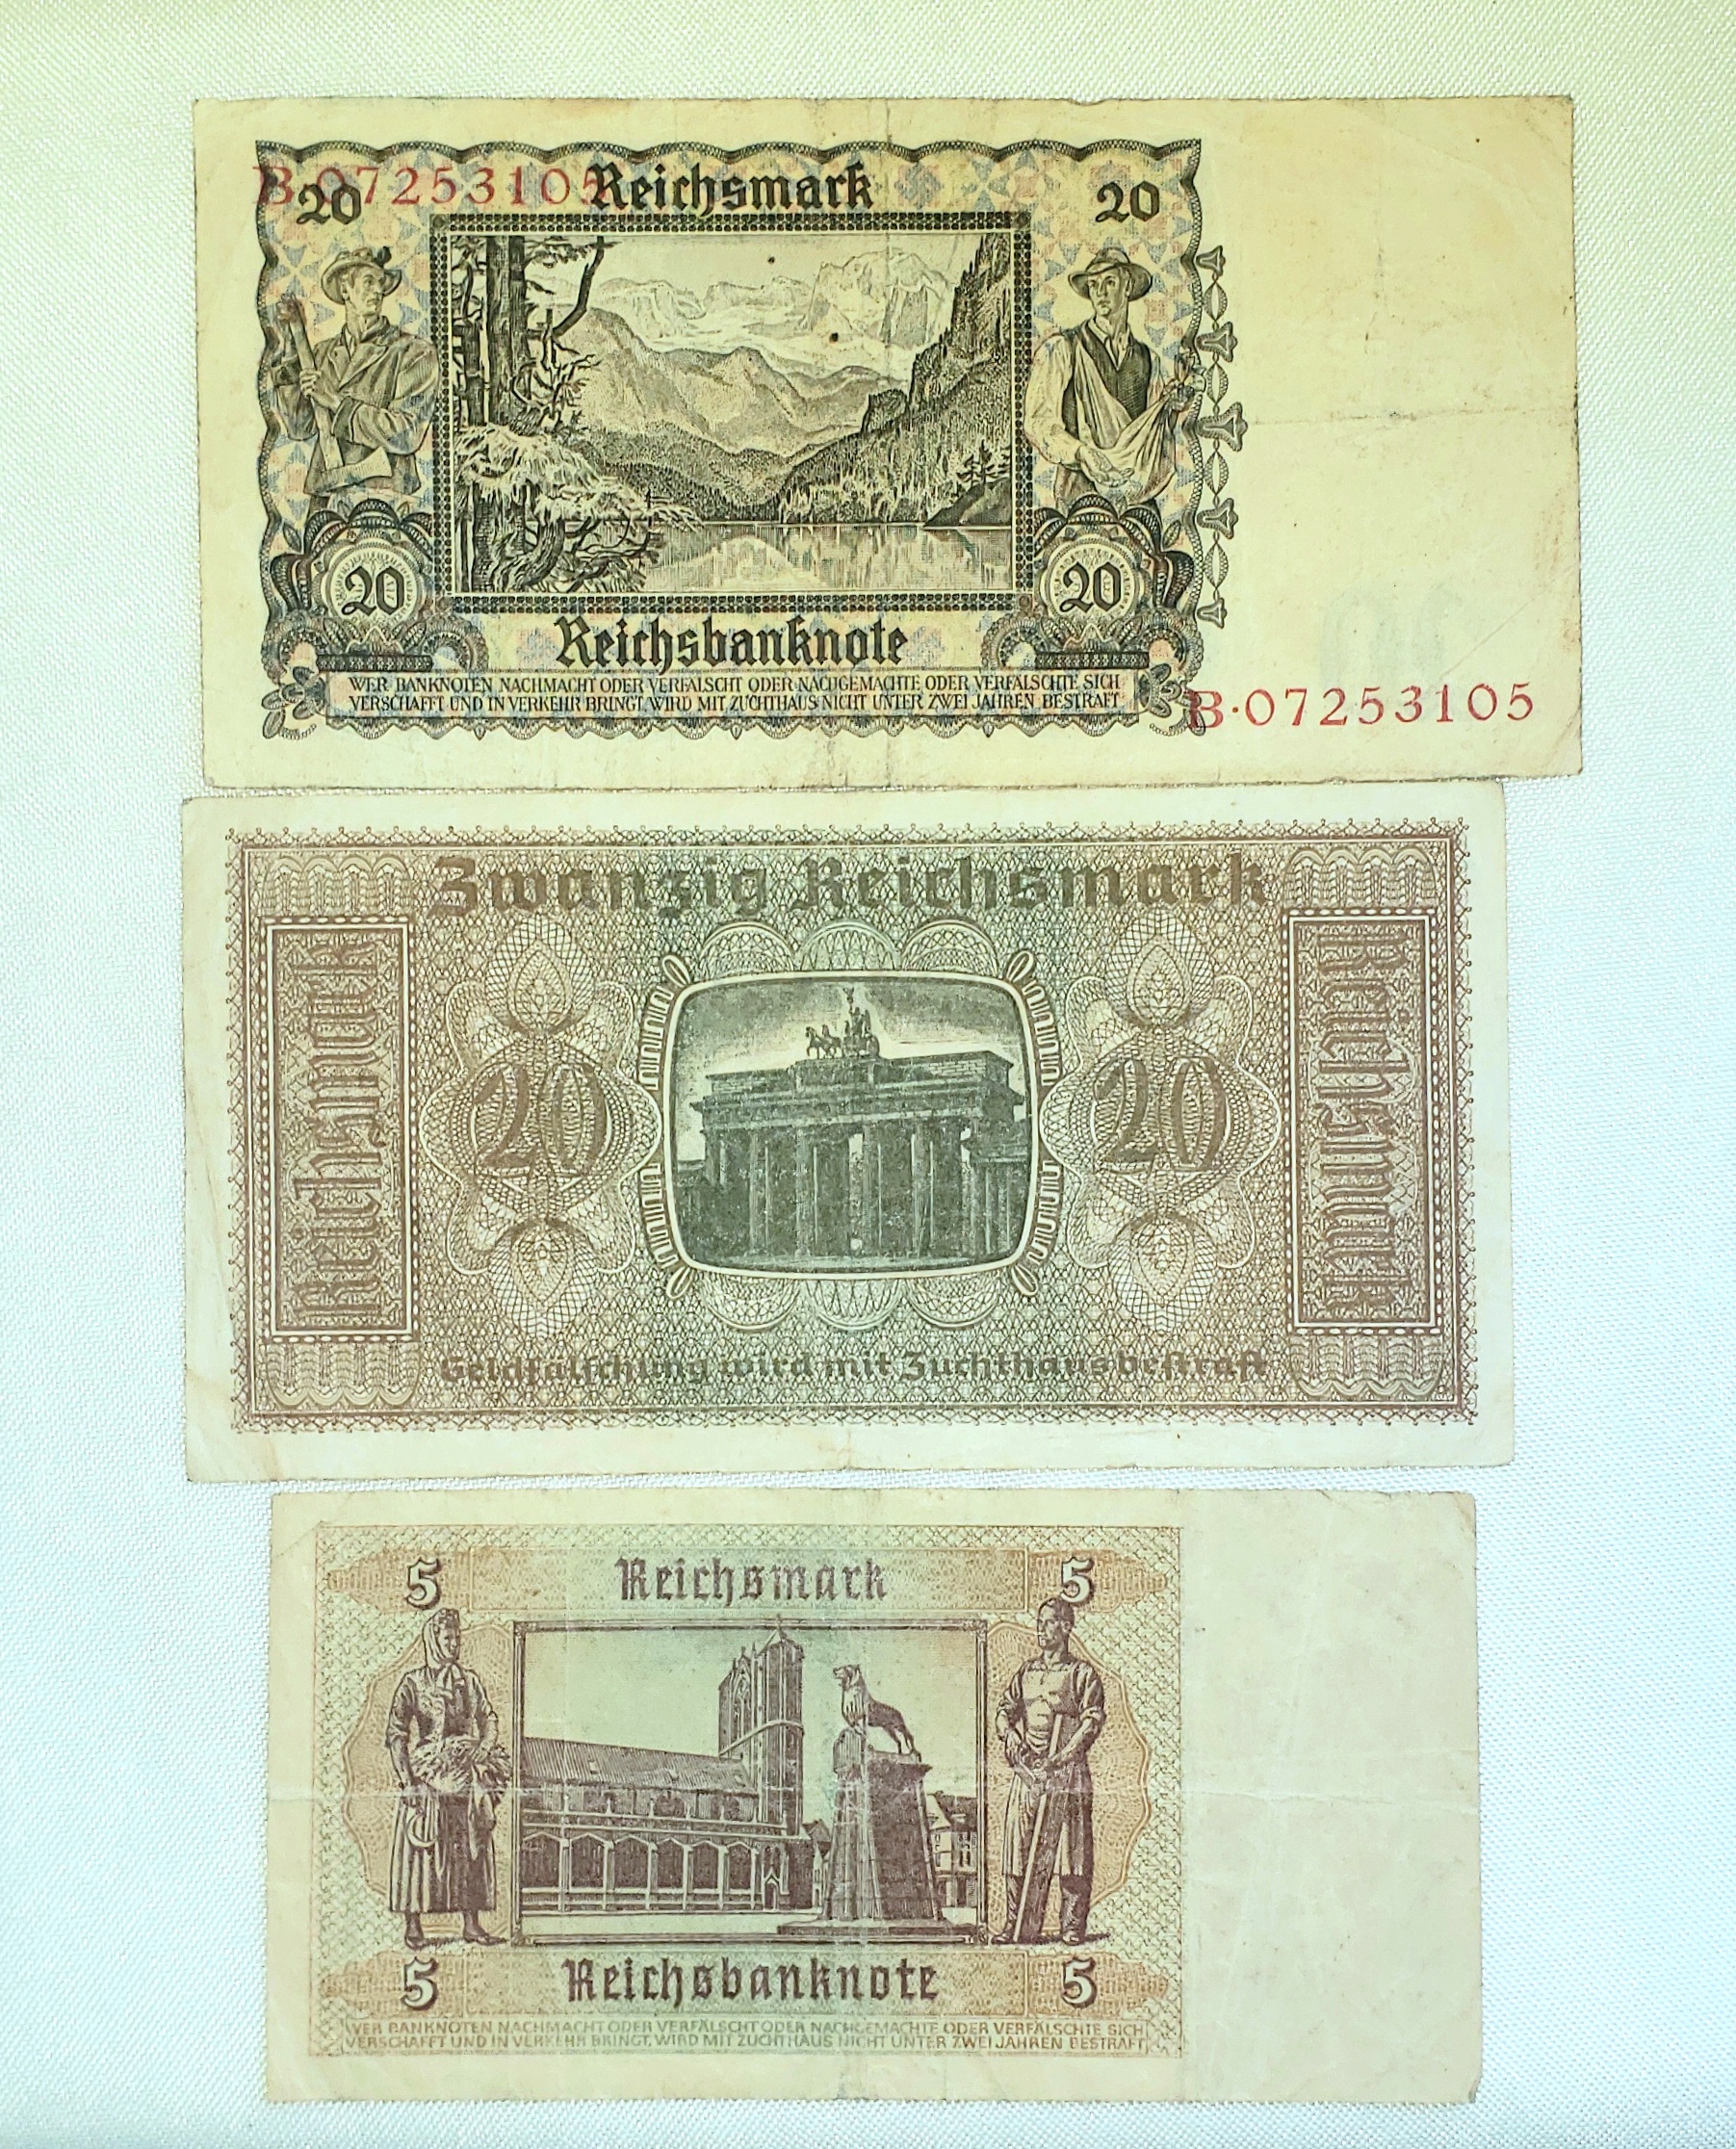 B·07253105
20 Reichsmark 20
20 20
Reichsbanknote
WER BANKNOTEN NACHMACHT ODER VERFÄLSCHT ODER NACHGEMACHTE ODER VERFÄLSCHTE SICH
VERSCHAFFT UND IN VERKEHR BRINGT, WIRD MIT ZUCHTHAUS NICHT UNTER ZWEI JAHREN BESTRAFT
B·07253105
Zwanzig Reichsmark
Reichsmark
20 20
Reichsmark
Geldfälschung wird mit Zuchthaus bestraft
5 Reichsmark 5
5 Reichsbanknote 5
WER BANKNOTEN NACHMACHT ODER VERFÄLSCHT ODER NACHGEMACHTE ODER VERFÄLSCHTE SICH
VERSCHAFFT UND IN VERKEHR BRINGT, WIRD MIT ZUCHTHAUS NICHT UNTER ZWEI JAHREN BESTRAFT